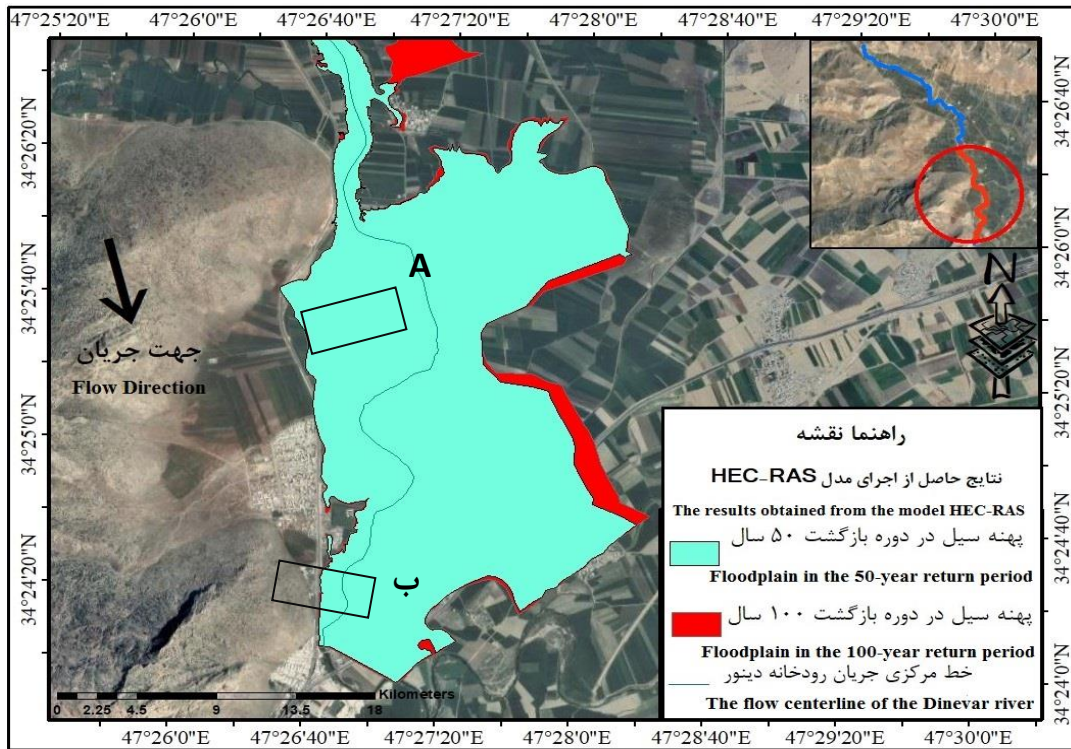 47°25'20"E 47°26'0"E 47°26'40"E 47°27'20"E 47°28'0"E 47°28'40"E 47°29'20"E 47°30'0"E
34°26'20"N
34°25'40"N
34°25'0"N
34°24'20"N
34°26'40"N
34°26'0"N
34°25'20"N
34°24'40"N
34°24'0"N
A
ب
جهت جریان
Flow Direction
N
راهنما نقشه
نتایج حاصل از اجرای مدل HEC-RAS
The results obtained from the model HEC-RAS
پهنه سیل در دوره بازگشت ۵۰ سال
Floodplain in the 50-year return period
پهنه سیل در دوره بازگشت ۱۰۰ سال
Floodplain in the 100-year return period
خط مرکزی جریان رودخانه دینور
The flow centerline of the Dinevar river
Kilometers
0 2.25 4.5 9 13.5 18
47°26'0"E 47°26'40"E 47°27'20"E 47°28'0"E 47°28'40"E 47°29'20"E